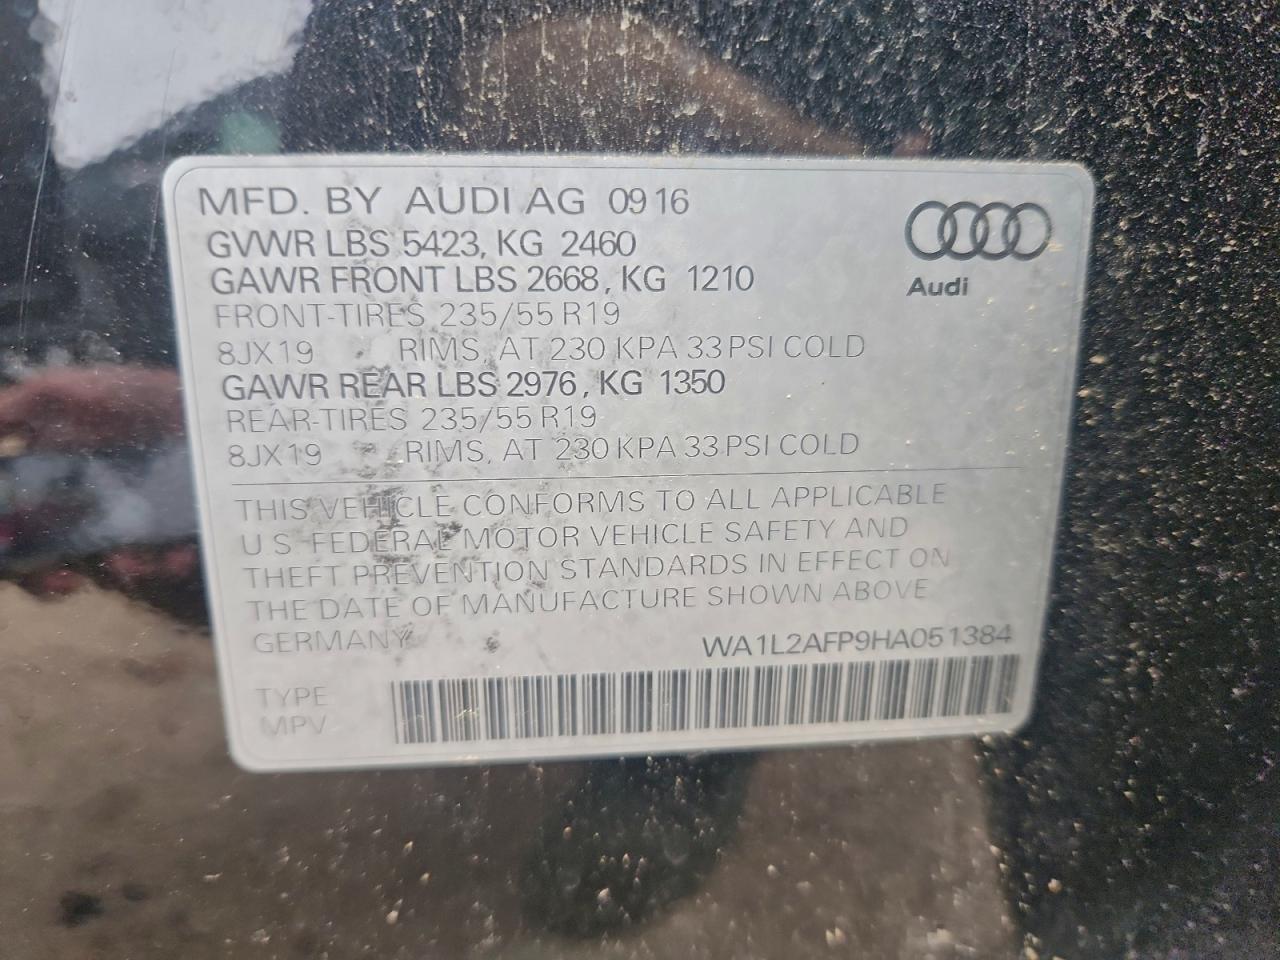 MFD. BY AUDI AG 09 16
GVWR LBS 5423, KG 2460
GAWR FRONT LBS 2668, KG 1210
FRONT-TIRES 235/55 R19
8JX19 RIMS, AT 230 KPA 33 PSI COLD
GAWR REAR LBS 2976, KG 1350
REAR-TIRES 235/55 R19
8JX19 RIMS, AT 230 KPA 33 PSI COLD
Audi
THIS VEHICLE CONFORMS TO ALL APPLICABLE
U.S. FEDERAL MOTOR VEHICLE SAFETY AND
THEFT PREVENTION STANDARDS IN EFFECT ON
THE DATE OF MANUFACTURE SHOWN ABOVE
GERMANY WA1L2AFP9HA051384
TYPE
MPV